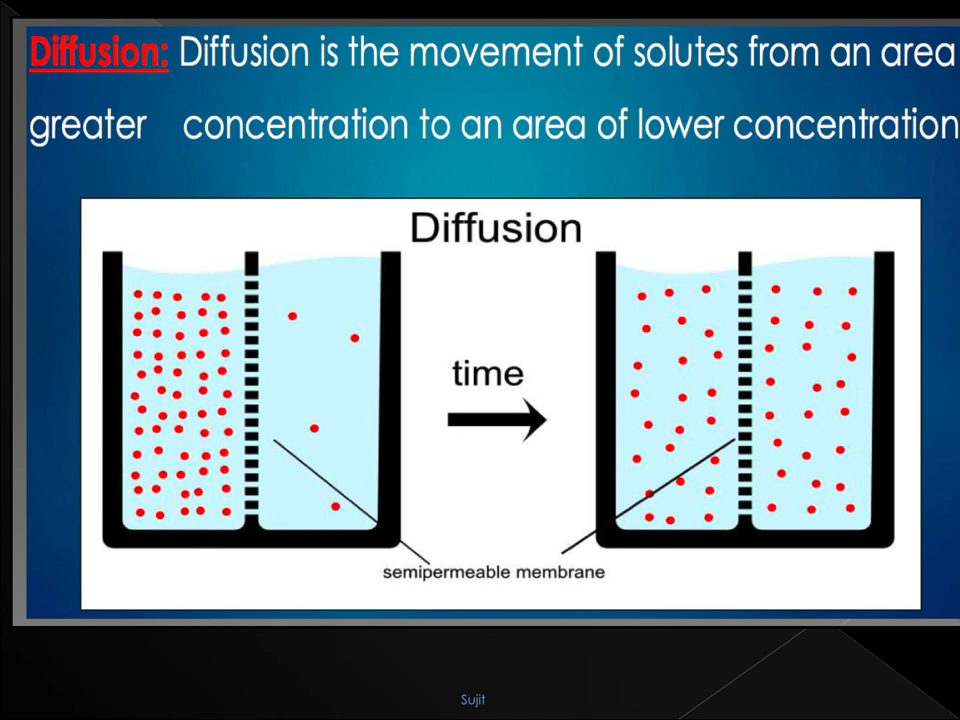 Diffusion: Diffusion is the movement of solutes from an area
greater concentration to an area of lower concentration
Diffusion
time
semipermeable membrane
Sujit